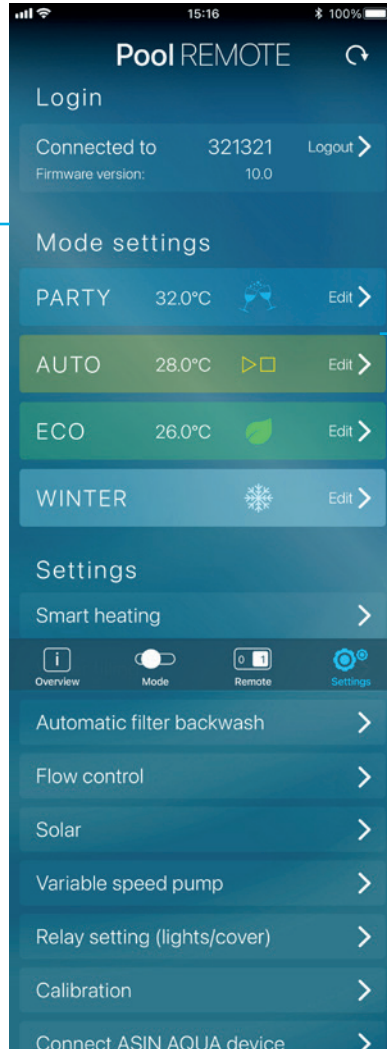 15:16 100%
Pool REMOTE
Login
Connected to 321321 Logout
Firmware version: 10.0
Mode settings
PARTY 32.0°C Edit
AUTO 28.0°C Edit
ECO 26.0°C Edit
WINTER Edit
Settings
Smart heating
i 0 1
Overview Mode Remote Settings
Automatic filter backwash
Flow control
Solar
Variable speed pump
Relay setting (lights/cover)
Calibration
Connect ASIN AQUA device